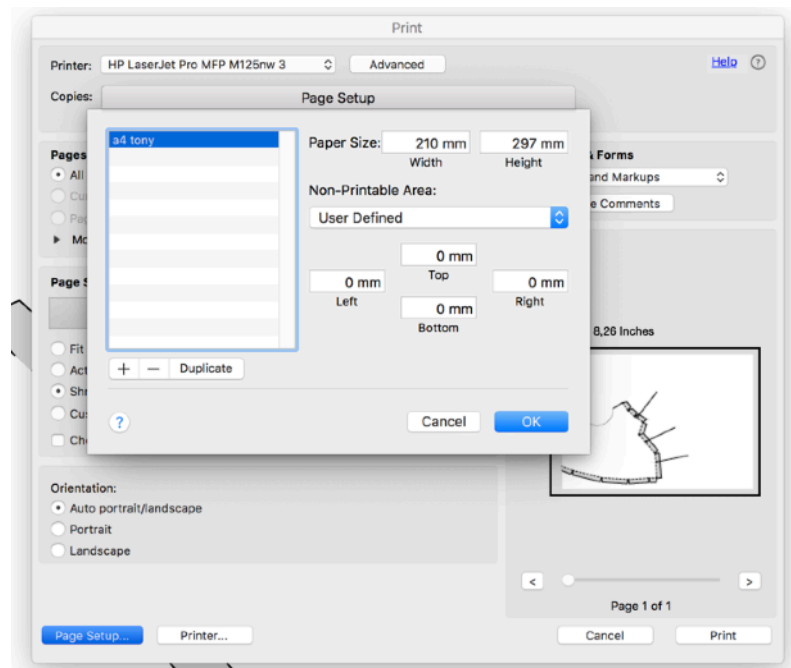 Print
Printer: HP LaserJet Pro MFP M125nw 3 Advanced Help ?
Copies:
Page Setup
a4 tony
Paper Size: 210 mm 297 mm
Width Height
Non-Printable Area:
User Defined
0 mm
Top
0 mm 0 mm
Left Right
0 mm
Bottom
+ − Duplicate
? Cancel OK
Pages
All
Mo
Forms
and Markups
Comments
Page
8,26 Inches
Fit
Act
Shr
Cu
Ch
Orientation:
Auto portrait/landscape
Portrait
Landscape
< >
Page 1 of 1
Page Setup... Printer... Cancel Print